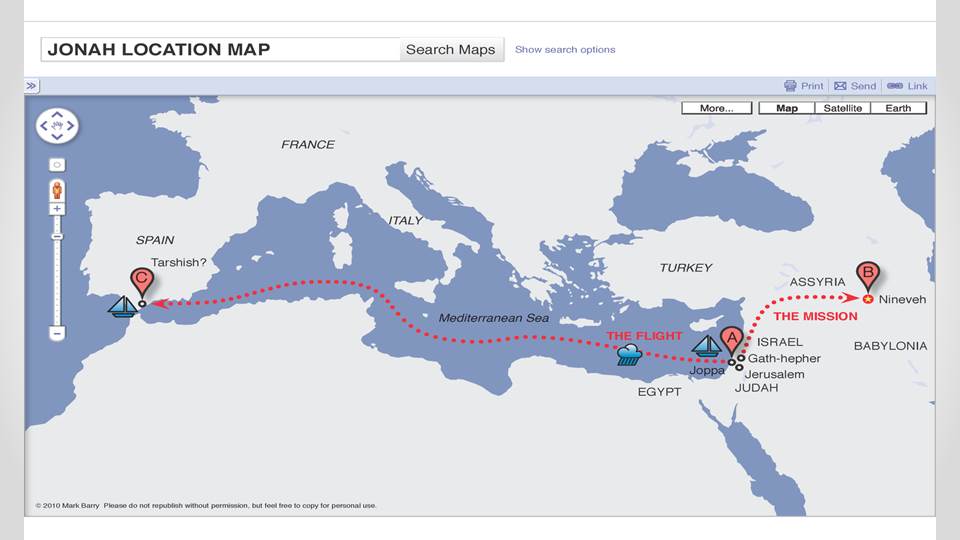 JONAH LOCATION MAP
Search Maps
Show search options
Print
Send
Link
More...
Map
Satellite
Earth
FRANCE
ITALY
SPAIN
Tarshish?
C
TURKEY
B
ASSYRIA
Nineveh
THE MISSION
Mediterranean Sea
THE FLIGHT
A
ISRAEL
BABYLONIA
Gath-hepher
Joppa
Jerusalem
EGYPT
JUDAH
© 2010 Mark Barry Please do not republish without permission, but feel free to copy for personal use.